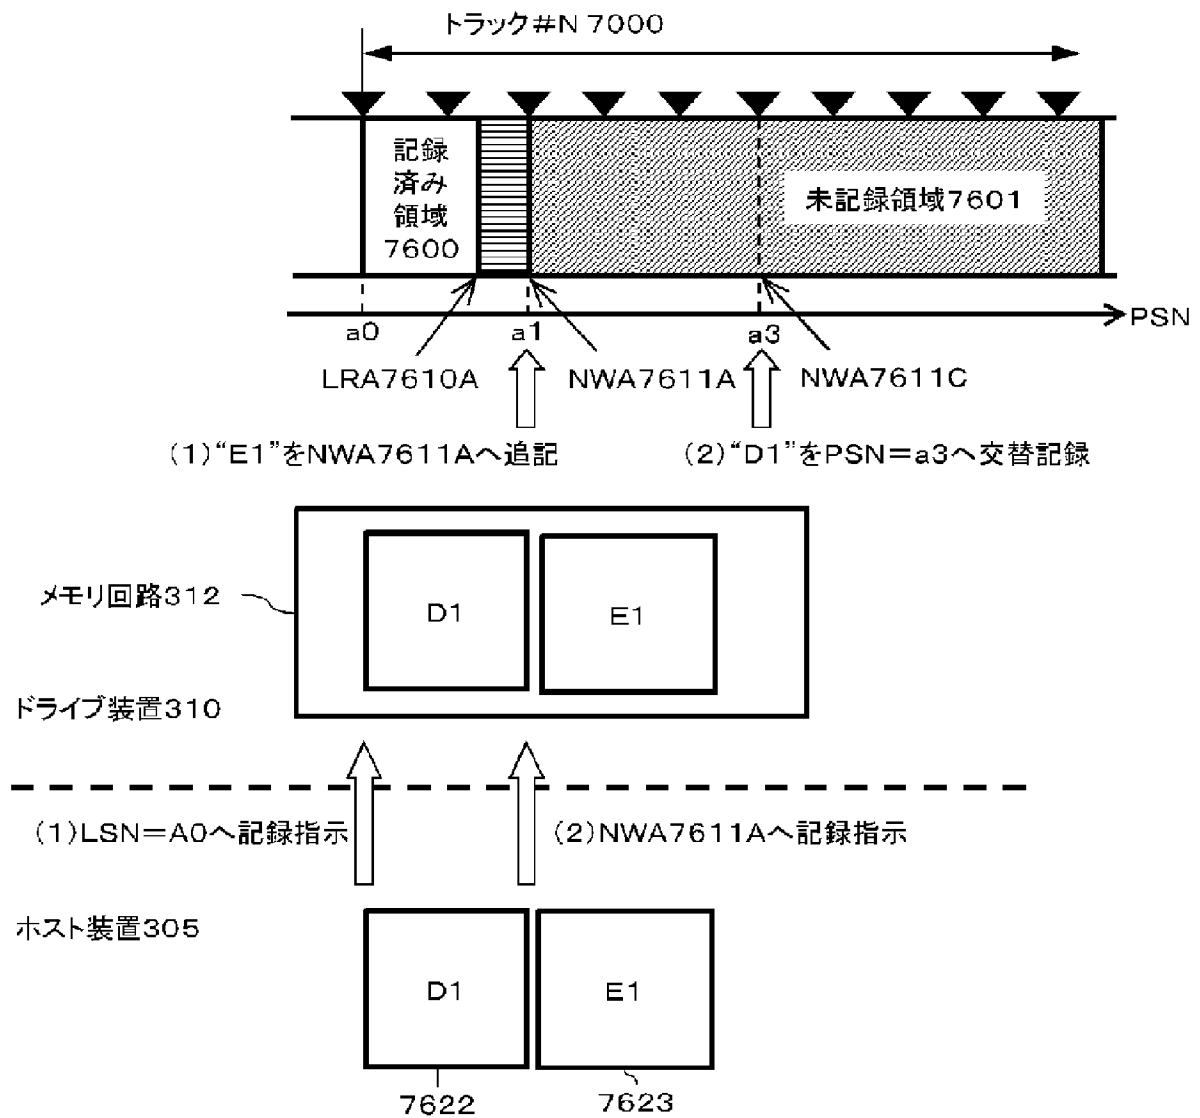 トラック#N 7000
記録
済み
領域
7600
未記録領域7601
PSN
a0
a1
a3
LRA7610A
NWA7611A
NWA7611C
(1)“E1”をNWA7611Aへ追記
(2)“D1”をPSN=a3へ交替記録
メモリ回路312
D1
E1
ドライブ装置310
(1)LSN=A0へ記録指示
(2)NWA7611Aへ記録指示
ホスト装置305
D1
E1
7622
7623